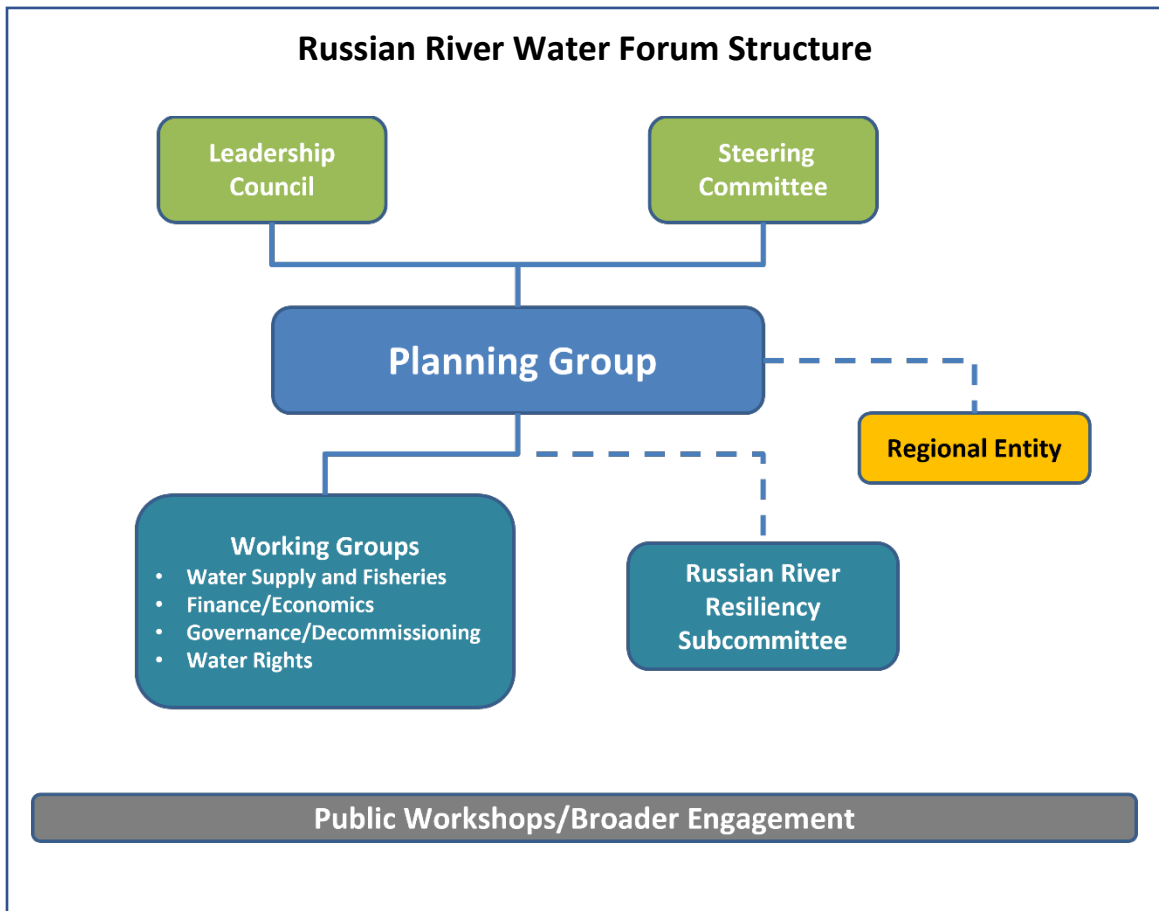 Russian River Water Forum Structure
Leadership
Council
Steering
Committee
Planning Group
Regional Entity
Working Groups
• Water Supply and Fisheries
• Finance/Economics
• Governance/Decommissioning
• Water Rights
Russian River
Resiliency
Subcommittee
Public Workshops/Broader Engagement